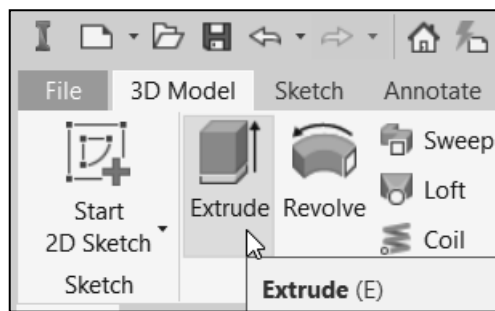 File 3D Model Sketch Annotate
Start
2D Sketch
Sketch
Extrude
Revolve
Sweep
Loft
Coil
Extrude (E)